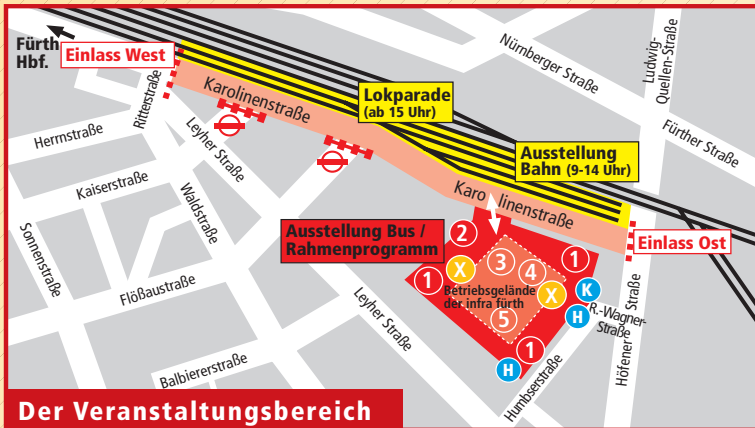 Fürth
Hbf.
Einlass West
Nürnberger Straße
Ludwig-
Quellen-Straße
Fürther Straße
Karolinenstraße
Lokparade
(ab 15 Uhr)
Ritterstraße
Herrnstraße
Leyher Straße
Kaiserstraße
Waldstraße
Sonnenstraße
Ausstellung
Bahn (9-14 Uhr)
Karo linenstraße
Ausstellung Bus /
Rahmenprogramm
Einlass Ost
2
3
4
1
1
X
X
K
H
Betriebsgelände
der infra fürth
5
R.-Wagner-
Straße
1
H
Flößaustraße
Leyher Straße
Höfener Straße
Humbserstraße
Balbiererstraße
Der Veranstaltungsbereich